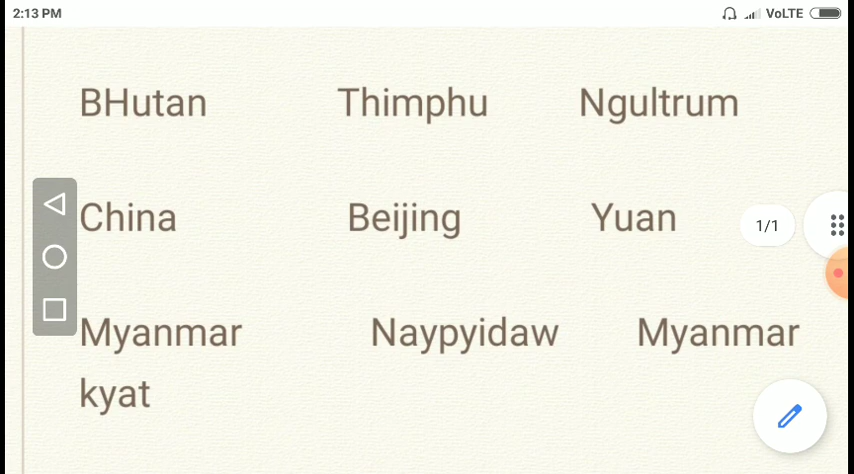 2:13 PM VoLTE
BHutan Thimphu Ngultrum
China Beijing Yuan
1/1
Myanmar Naypyidaw Myanmar
kyat